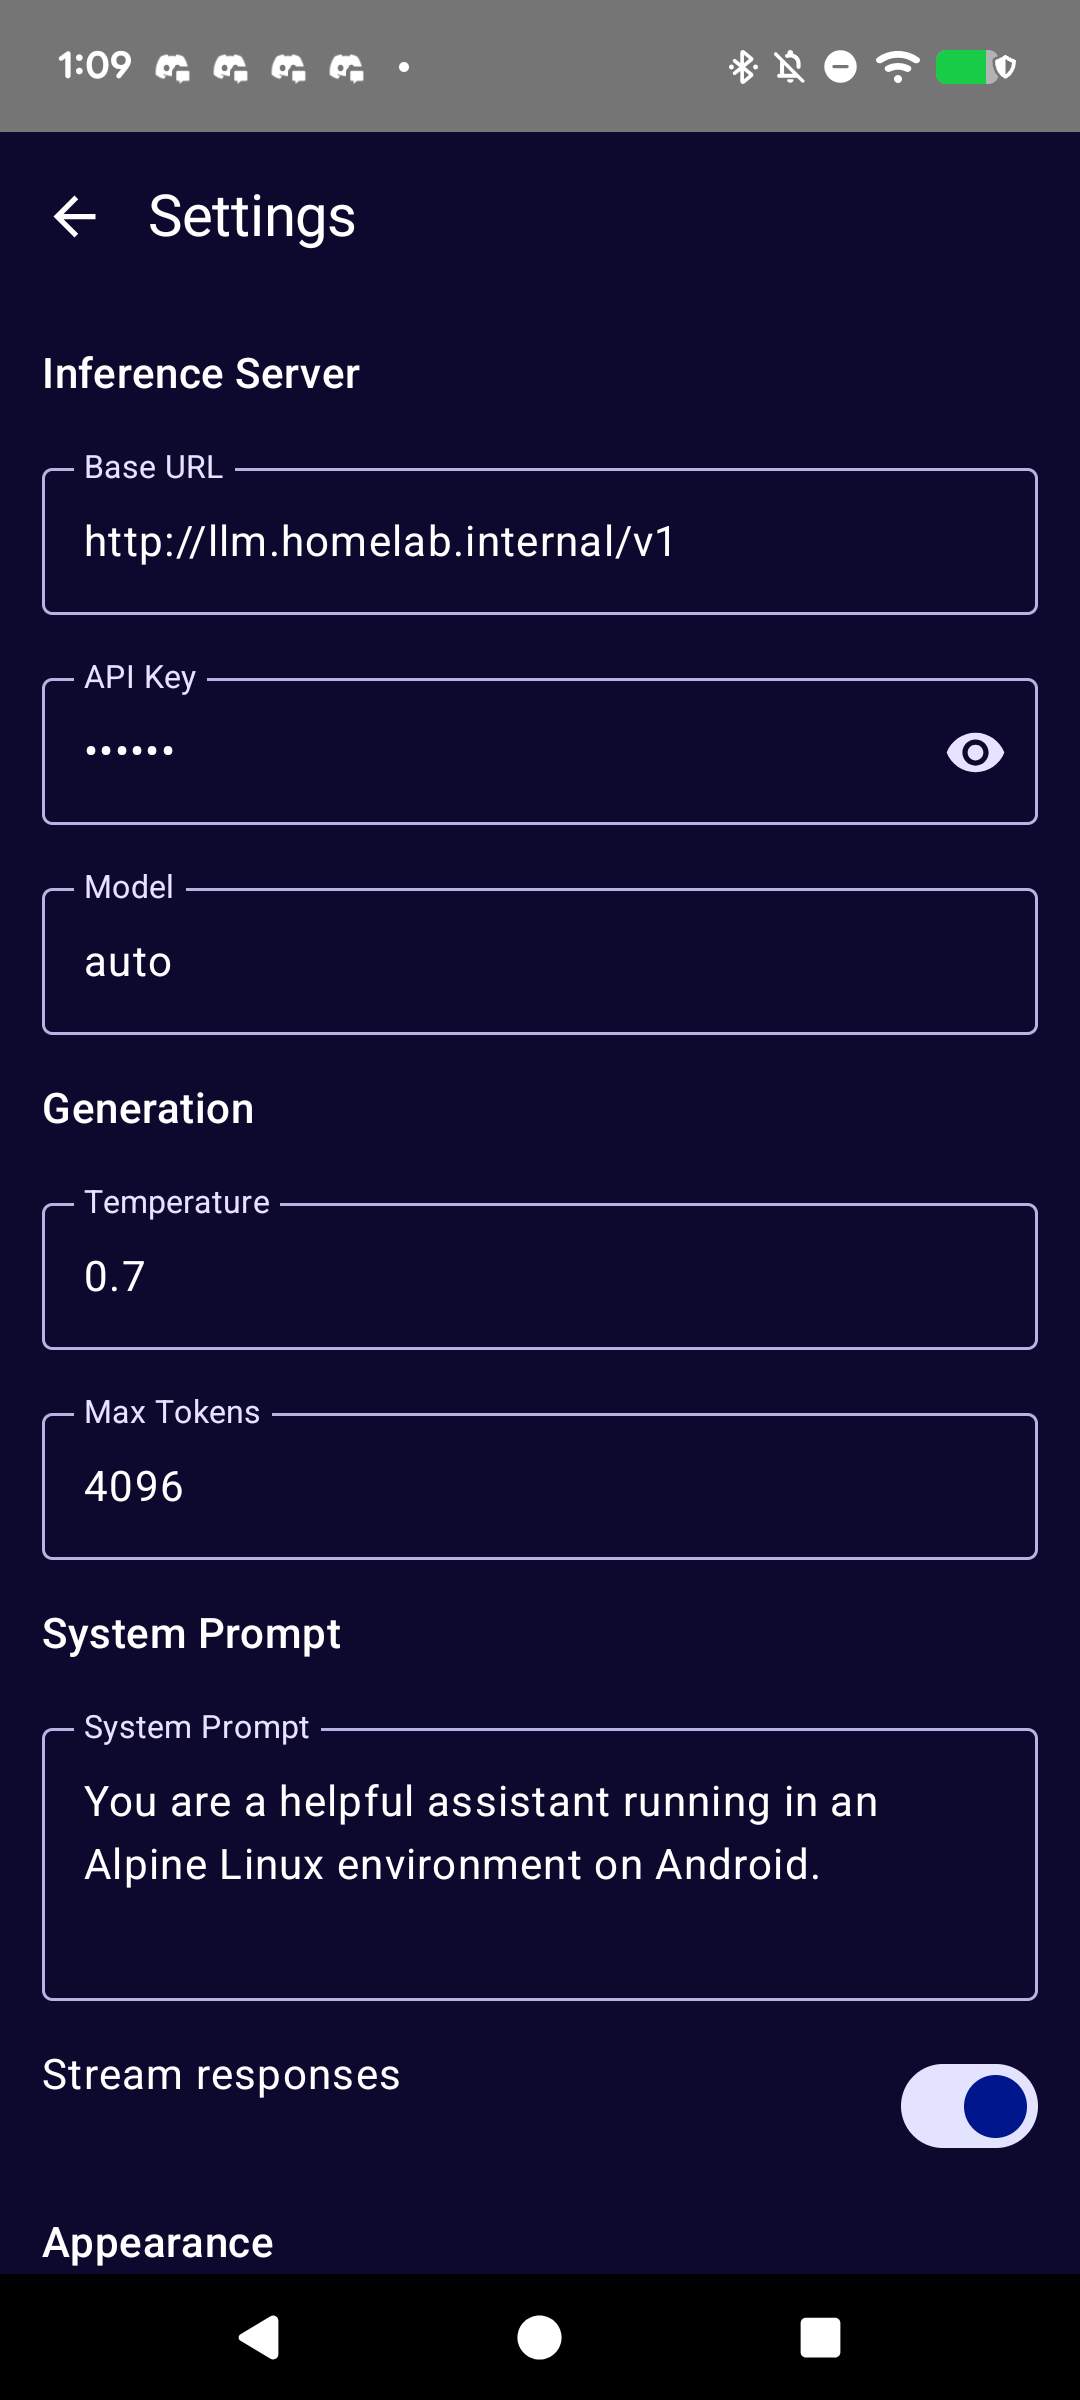 1:09
Settings
Inference Server
Base URL
http://llm.homelab.internal/v1
API Key
••••••
Model
auto
Generation
Temperature
0.7
Max Tokens
4096
System Prompt
System Prompt
You are a helpful assistant running in an
Alpine Linux environment on Android.
Stream responses
Appearance